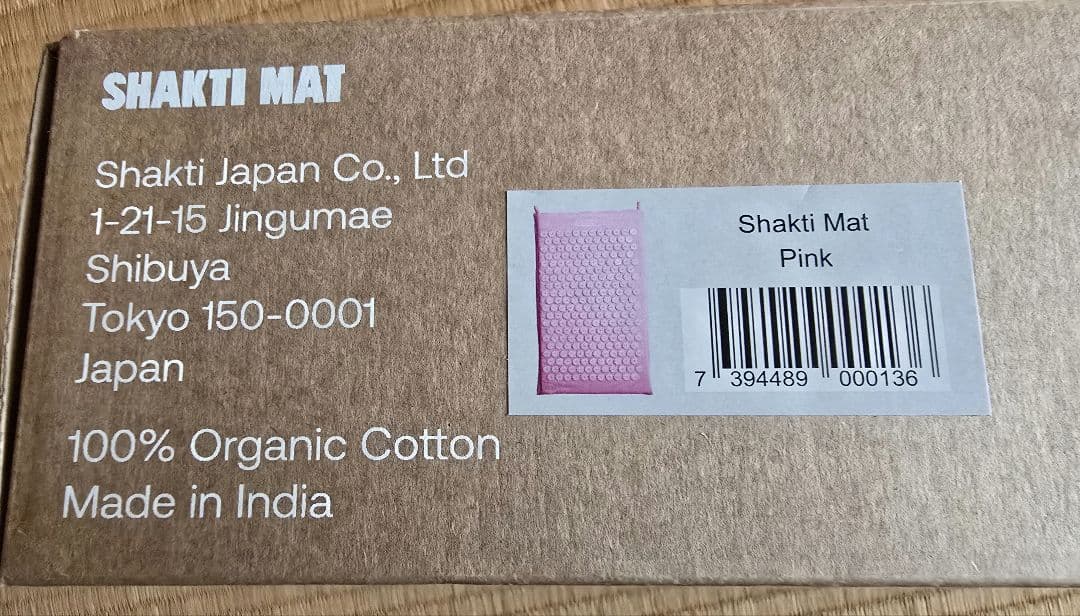 SHAKTI MAT
Shakti Japan Co., Ltd
1-21-15 Jingumae
Shibuya
Tokyo 150-0001
Japan
100% Organic Cotton
Made in India
Shakti Mat
Pink
7 394489 000136